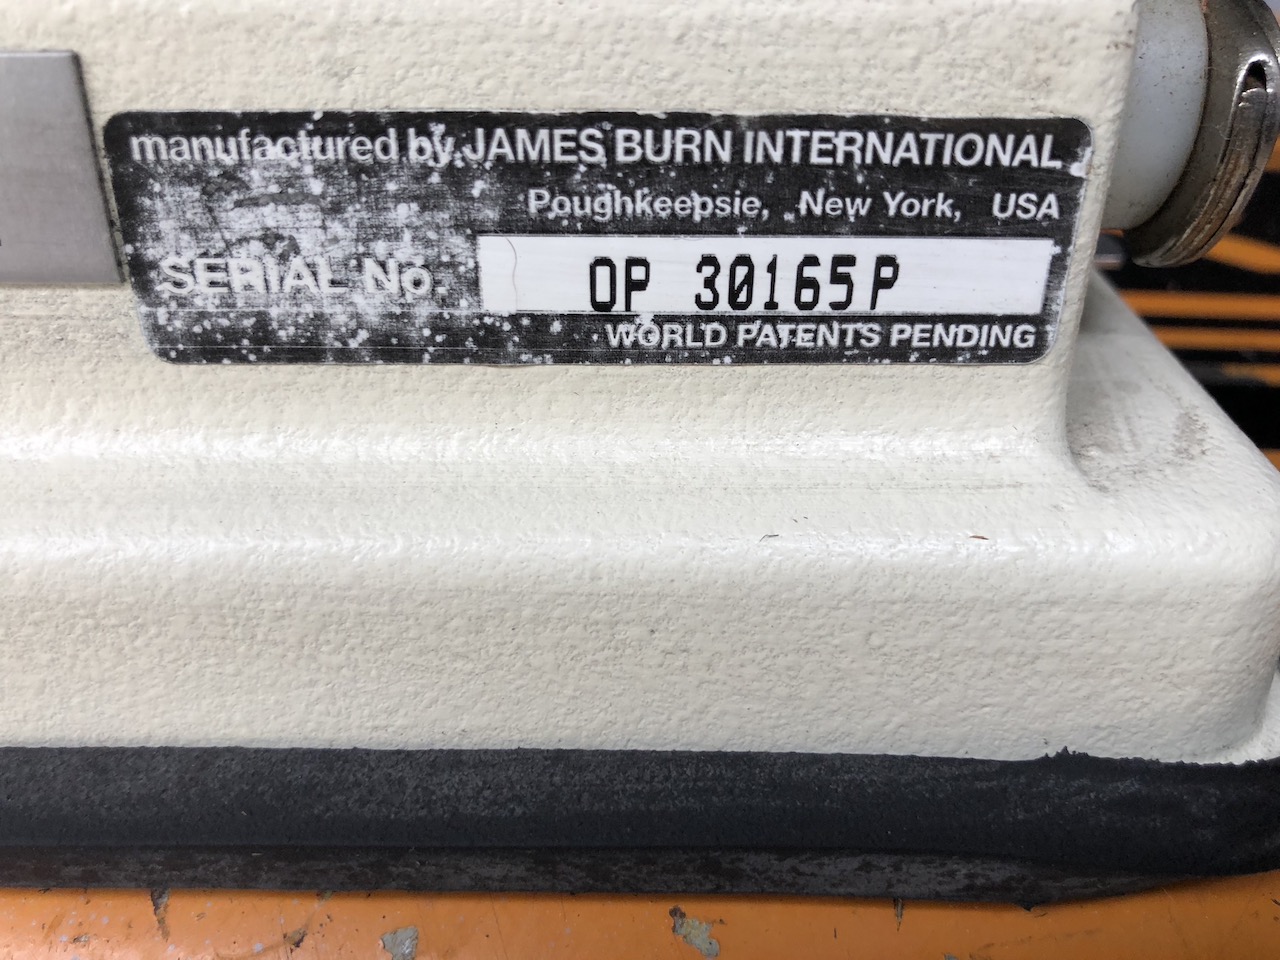 manufactured by JAMES BURN INTERNATIONAL
Poughkeepsie, New York, USA
SERIAL No. OP 30165P
WORLD PATENTS PENDING